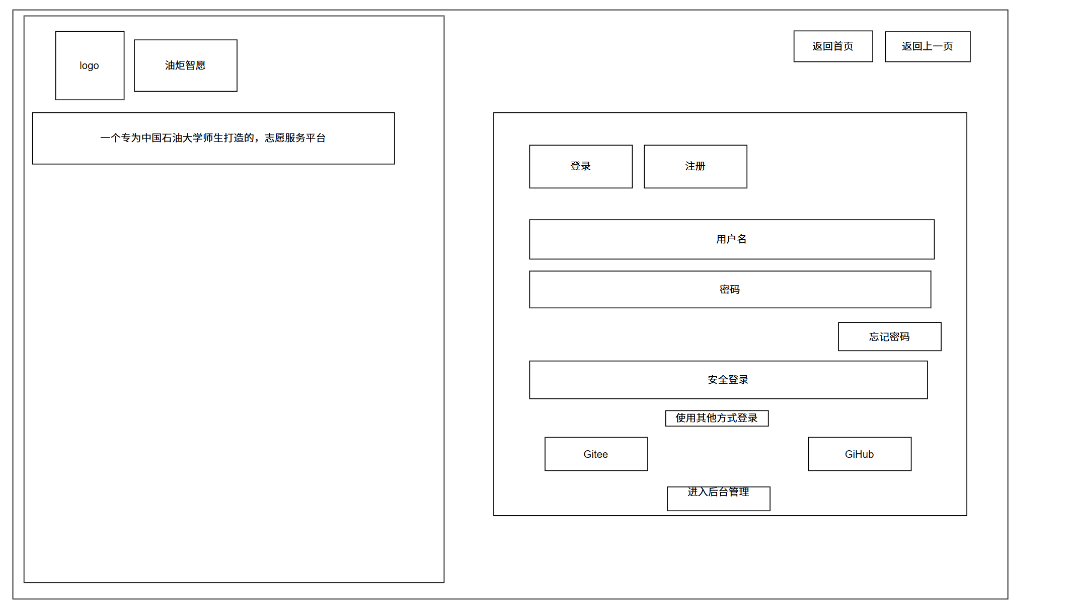 logo
油炬智愿
一个专为中国石油大学师生打造的，志愿服务平台
返回首页
返回上一页
登录
注册
用户名
密码
忘记密码
安全登录
使用其他方式登录
Gitee
GiHub
进入后台管理